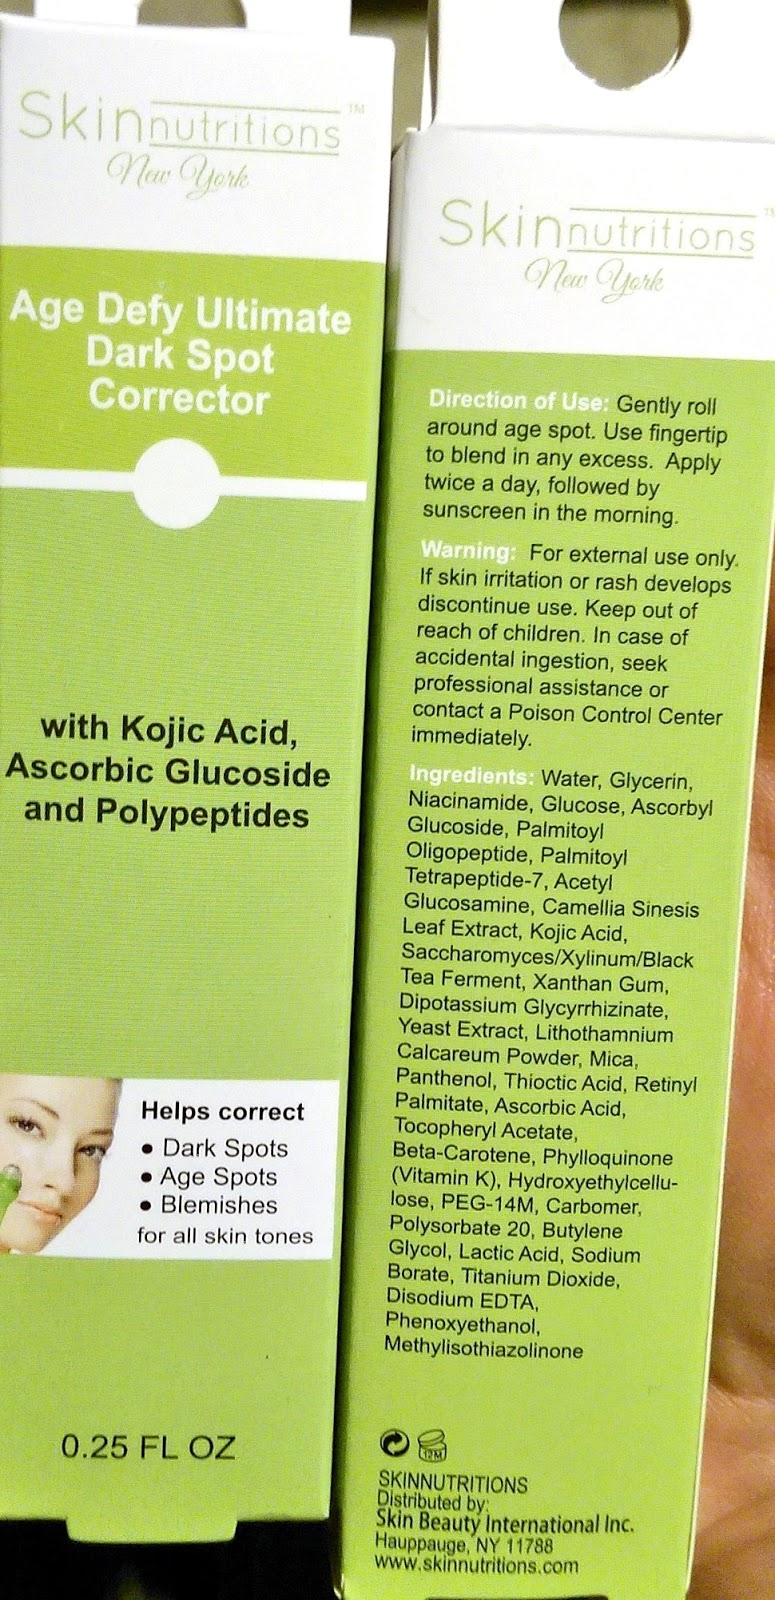 Skinnutritions™
New York
Age Defy Ultimate
Dark Spot
Corrector
with Kojic Acid,
Ascorbic Glucoside
and Polypeptides
Helps correct
• Dark Spots
• Age Spots
• Blemishes
for all skin tones
0.25 FL OZ
Skinnutritions™
New York
Direction of Use: Gently roll
around age spot. Use fingertip
to blend in any excess. Apply
twice a day, followed by
sunscreen in the morning.
Warning: For external use only.
If skin irritation or rash develops
discontinue use. Keep out of
reach of children. In case of
accidental ingestion, seek
professional assistance or
contact a Poison Control Center
immediately.
Ingredients: Water, Glycerin,
Niacinamide, Glucose, Ascorbyl
Glucoside, Palmitoyl
Oligopeptide, Palmitoyl
Tetrapeptide-7, Acetyl
Glucosamine, Camellia Sinesis
Leaf Extract, Kojic Acid,
Saccharomyces/Xylinum/Black
Tea Ferment, Xanthan Gum,
Dipotassium Glycyrrhizinate,
Yeast Extract, Lithothamnium
Calcareum Powder, Mica,
Panthenol, Thioctic Acid, Retinyl
Palmitate, Ascorbic Acid,
Tocopheryl Acetate,
Beta-Carotene, Phylloquinone
(Vitamin K), Hydroxyethylcellu-
lose, PEG-14M, Carbomer,
Polysorbate 20, Butylene
Glycol, Lactic Acid, Sodium
Borate, Titanium Dioxide,
Disodium EDTA,
Phenoxyethanol,
Methylisothiazolinone
12M
SKINNUTRITIONS
Distributed by:
Skin Beauty International Inc.
Hauppauge, NY 11788
www.skinnutritions.com